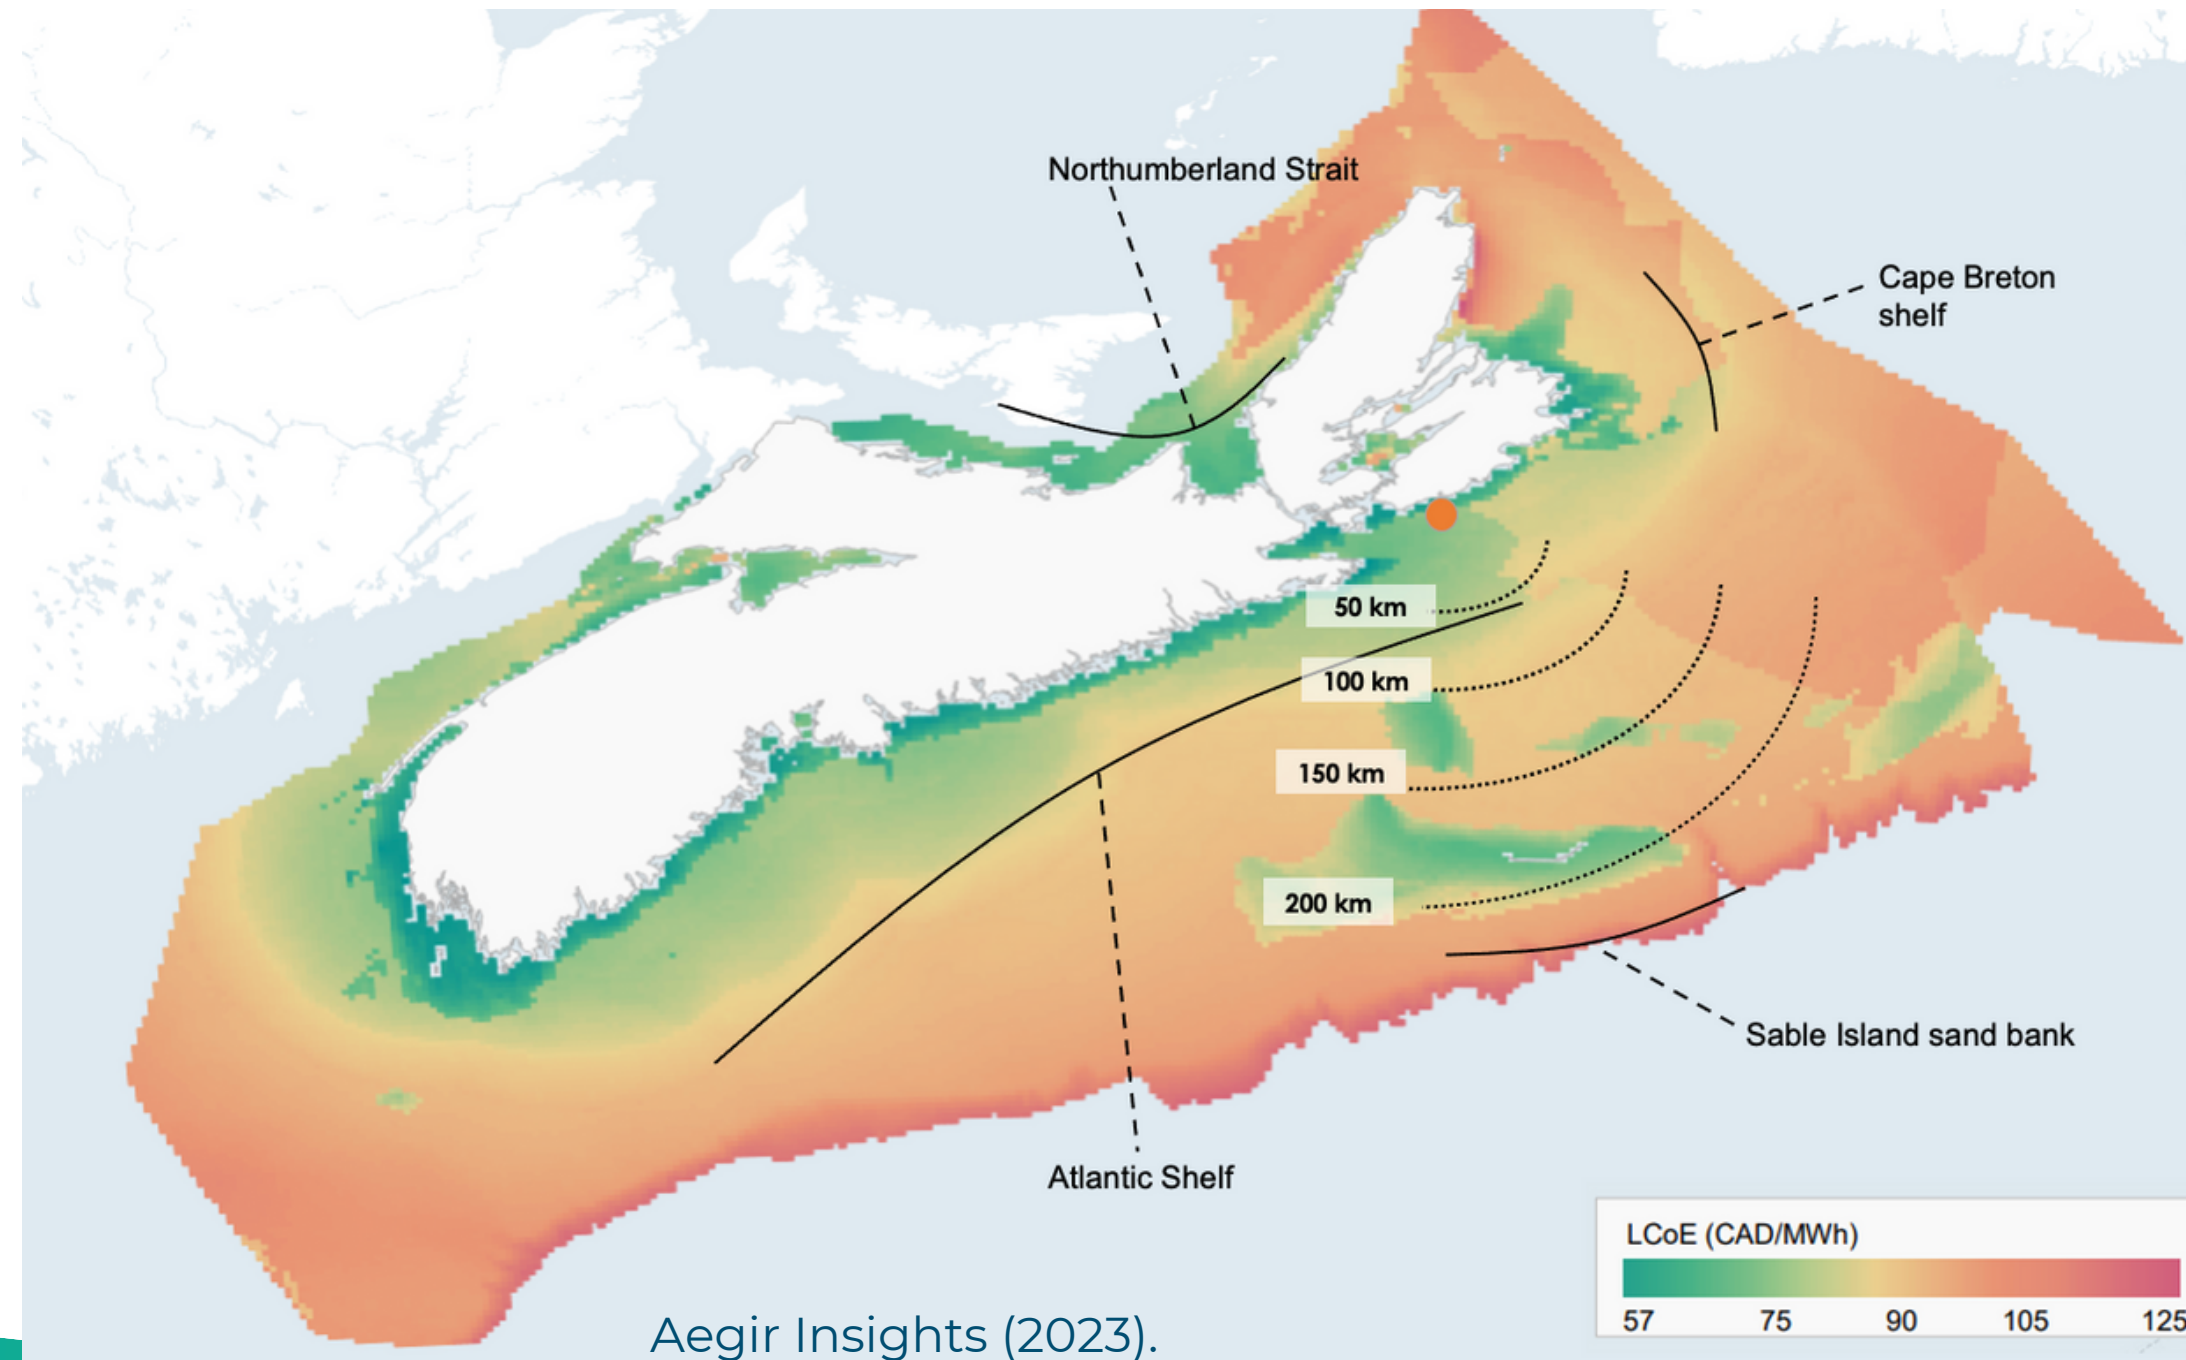 Northumberland Strait
Cape Breton
shelf
50 km
100 km
150 km
200 km
Sable Island sand bank
Atlantic Shelf
LCoE (CAD/MWh)
57 75 90 105 125
Aegir Insights (2023).